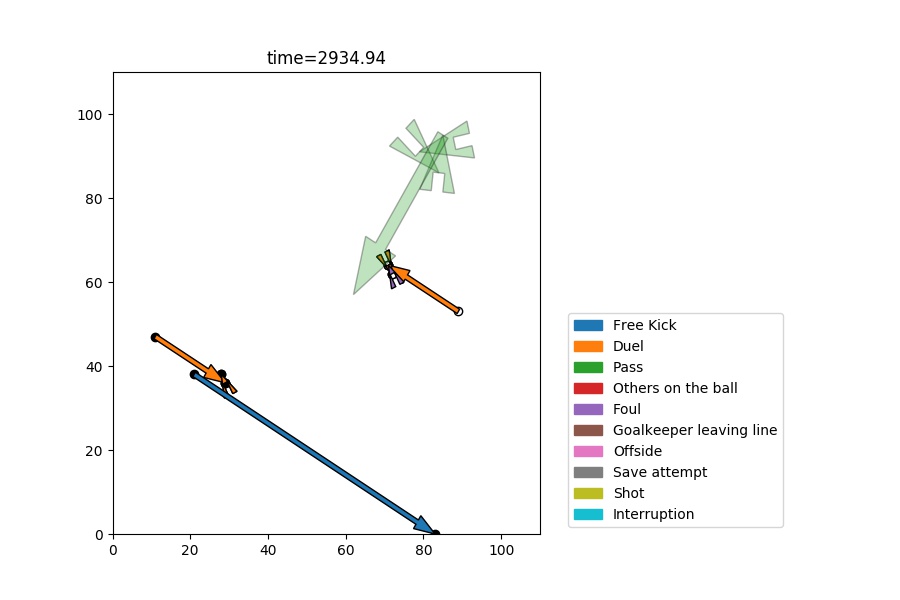 time=2934.94
100
80
60
40
20
0
0 20 40 60 80 100
Free Kick
Duel
Pass
Others on the ball
Foul
Goalkeeper leaving line
Offside
Save attempt
Shot
Interruption